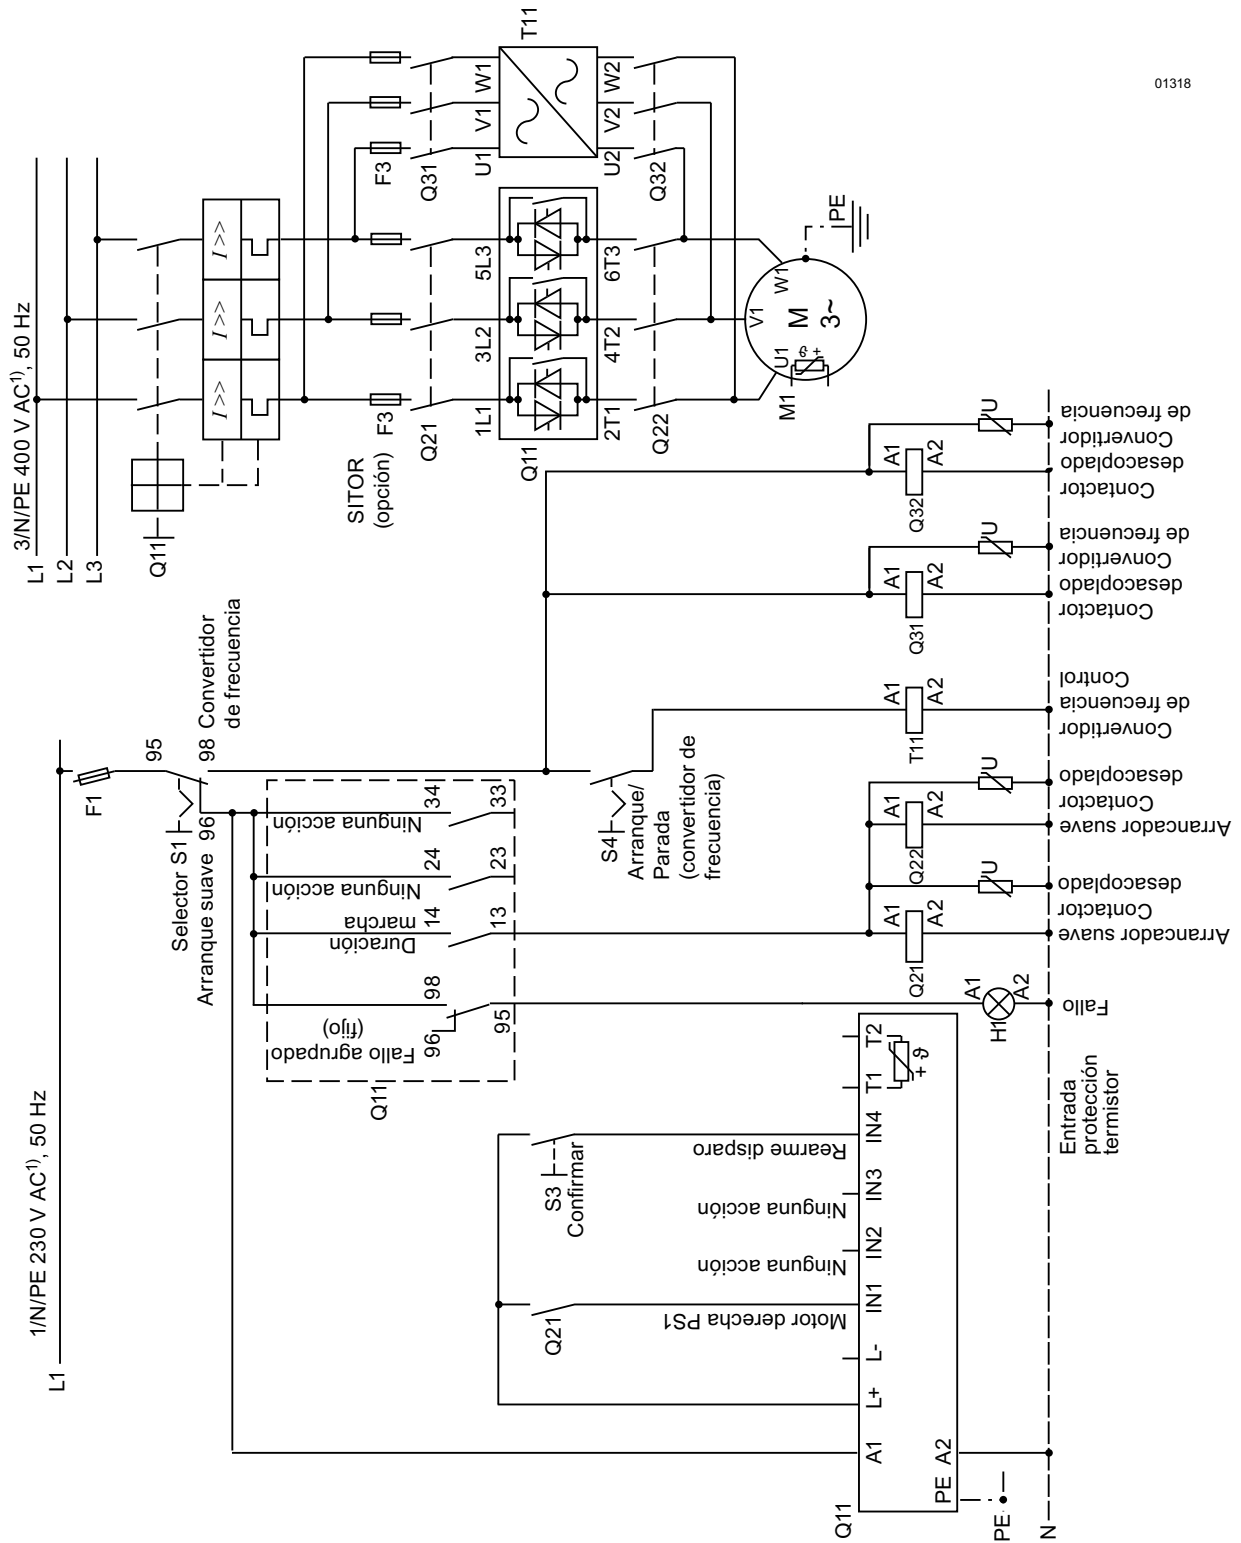 01318
3/N/PE 400 V AC1), 50 Hz
L1
L2
L3
Q11
I >>
I >>
I >>
SITOR
(opción)
F3
F3
Q21
Q31
1L1
3L2
5L3
U1
V1
W1
T11
Q11
2T1
4T2
6T3
U2
V2
W2
Q22
Q32
M1
U1
V1
W1
M
3~
ϑ +
PE
1/N/PE 230 V AC1), 50 Hz
L1
F1
95
Selector S1
Arranque suave 96
98 Convertidor
de frecuencia
Q11
Fallo agrupado
(fijo)
96
98
95
Duración
marcha
14
13
Ninguna acción
24
23
Ninguna acción
34
33
S4
Arranque/
Parada
(convertidor de
frecuencia)
S3
Confirmar
Q21
Motor derecha PS1
Ninguna acción
Ninguna acción
Rearme disparo
Q11
A1
L+
L-
IN1
IN2
IN3
IN4
T1
T2
+ ϑ
PE
A2
PE
N
Entrada
protección
termistor
H1
A1
A2
Fallo
Q21
A1
A2
U
Arrancador suave
Contactor
desacoplado
Q22
A1
A2
U
Arrancador suave
Contactor
desacoplado
T11
A1
A2
Convertidor
de frecuencia
Control
Q31
A1
A2
U
Contactor
desacoplado
Convertidor
de frecuencia
Q32
A1
A2
U
Contactor
desacoplado
Convertidor
de frecuencia